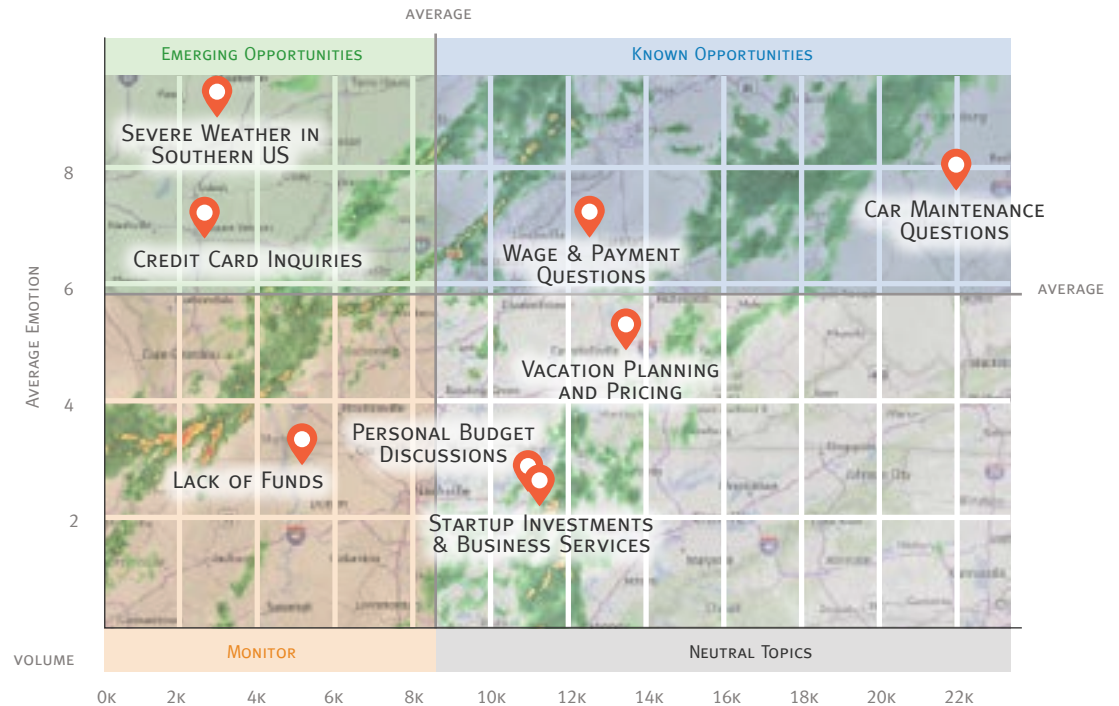 AVERAGE
Emerging Opportunities
Known Opportunities
Severe Weather in
Southern US
8
Car Maintenance
Questions
Credit Card Inquiries
Wage & Payment
Questions
6
AVERAGE
Average Emotion
Vacation Planning
and Pricing
4
Personal Budget
Discussions
Lack of Funds
2
Startup Investments
& Business Services
Volume
Monitor
Neutral Topics
0K 2K 4K 8K 10K 12K 14K 18K 20K 22K